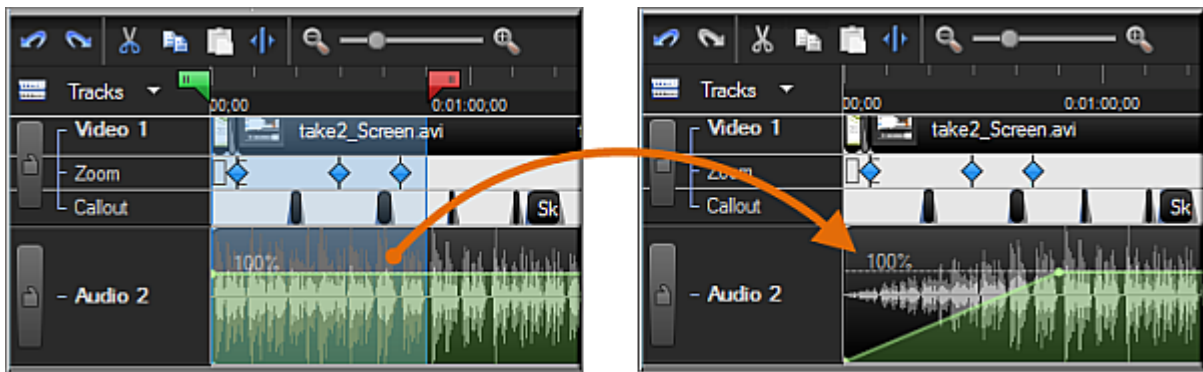 Tracks
00;00 0:01:00;00
Video 1 take2_Screen.avi
Zoom
Callout Sk
100%
Audio 2
Tracks
00;00 0:01:00;00
Video 1 take2_Screen.avi
Zoom
Callout Sk
100%
Audio 2